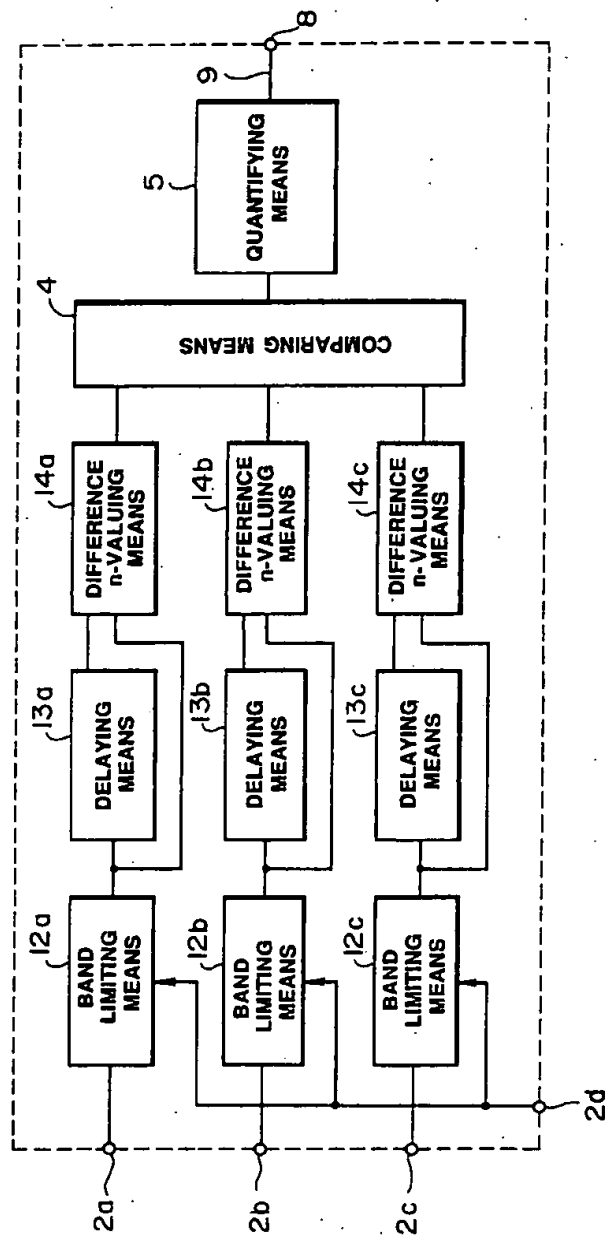 2a
12a
BAND
LIMITING
MEANS
13a
DELAYING
MEANS
14a
DIFFERENCE
n-VALUING
MEANS
2b
12b
BAND
LIMITING
MEANS
13b
DELAYING
MEANS
14b
DIFFERENCE
n-VALUING
MEANS
2c
12c
BAND
LIMITING
MEANS
13c
DELAYING
MEANS
14c
DIFFERENCE
n-VALUING
MEANS
2d
4
COMPARING MEANS
5
QUANTIFYING
MEANS
9
8